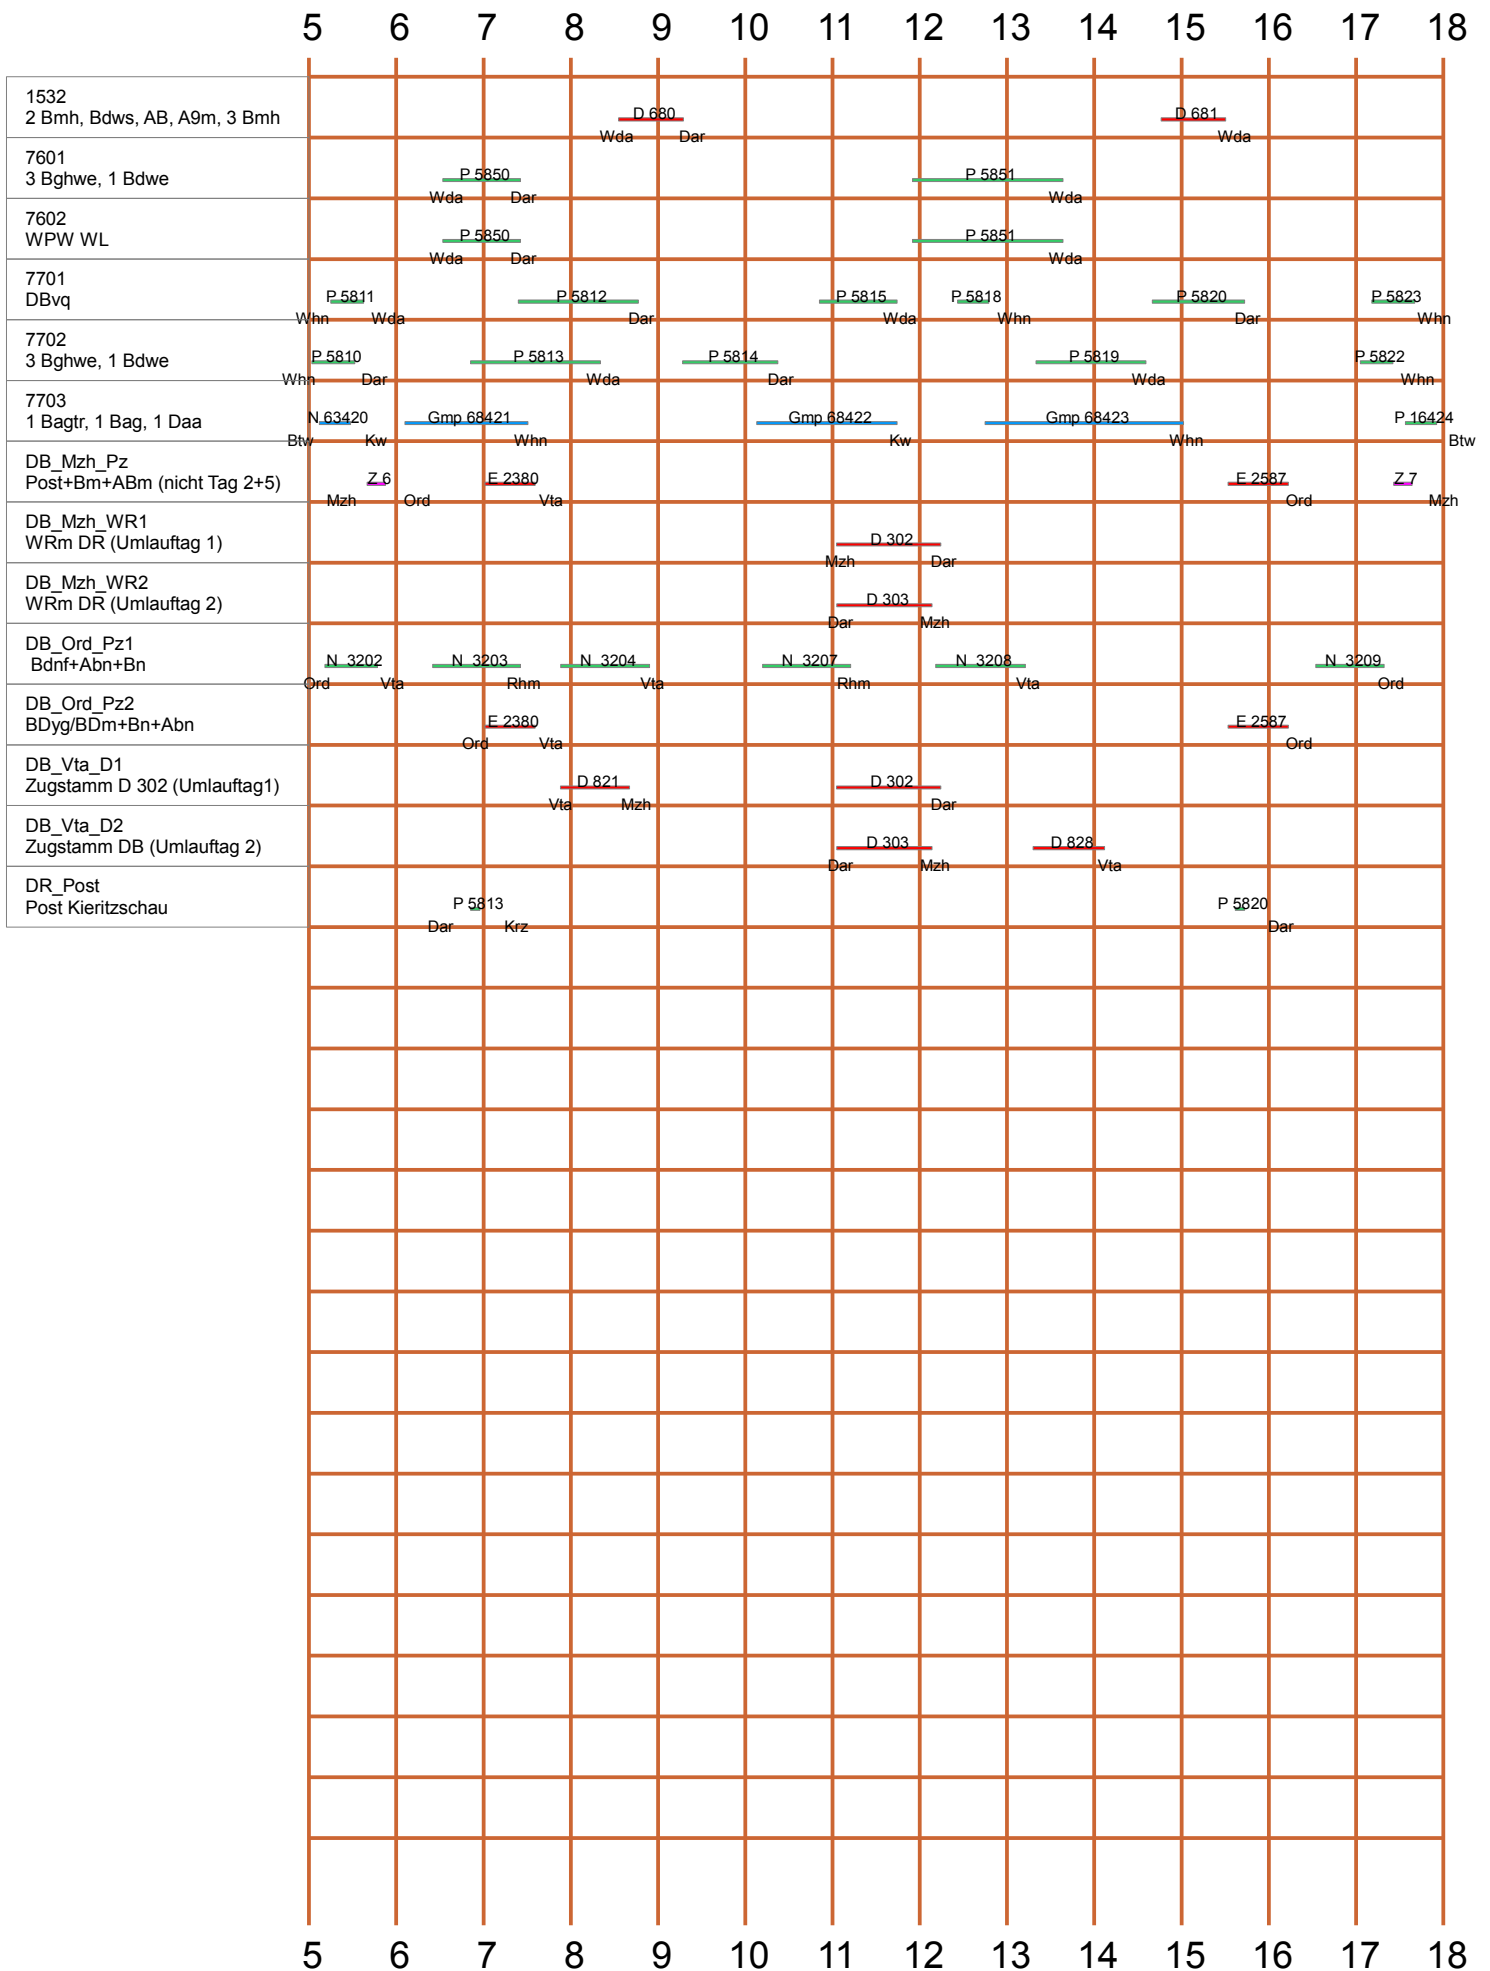 5 6 7 8 9 10 11 12 13 14 15 16 17 18
1532
2 Bmh, Bdws, AB, A9m, 3 Bmh
D 680 D 681
Wda Dar Wda
7601
3 Bghwe, 1 Bdwe
P 5850 P 5851
Wda Dar Wda
7602
WPW WL
P 5850 P 5851
Wda Dar Wda
7701
DBvq
P 5811 P 5812 P 5815 P 5818 P 5820 P 5823
Whn Wda Dar Wda Whn Dar Whn
7702
3 Bghwe, 1 Bdwe
P 5810 P 5813 P 5814 P 5819 P 5822
Whn Dar Wda Dar Wda Whn
7703
1 Bagtr, 1 Bag, 1 Daa
N 63420 Gmp 68421 Gmp 68422 Gmp 68423 P 16424
Btw Kw Whn Kw Whn Btw
DB_Mzh_Pz
Post+Bm+ABm (nicht Tag 2+5)
Z 6 E 2380 E 2587 Z 7
Mzh Ord Vta Ord Mzh
DB_Mzh_WR1
WRm DR (Umlauftag 1)
D 302
Mzh Dar
DB_Mzh_WR2
WRm DR (Umlauftag 2)
D 303
Dar Mzh
DB_Ord_Pz1
Bdnf+Abn+Bn
N 3202 N 3203 N 3204 N 3207 N 3208 N 3209
Ord Vta Rhm Vta Rhm Vta Ord
DB_Ord_Pz2
BDyg/BDm+Bn+Abn
E 2380 E 2587
Ord Vta Ord
DB_Vta_D1
Zugstamm D 302 (Umlauftag1)
D 821 D 302
Vta Mzh Dar
DB_Vta_D2
Zugstamm DB (Umlauftag 2)
D 303 D 828
Dar Mzh Vta
DR_Post
Post Kieritzschau
P 5813 P 5820
Dar Krz Dar
5 6 7 8 9 10 11 12 13 14 15 16 17 18